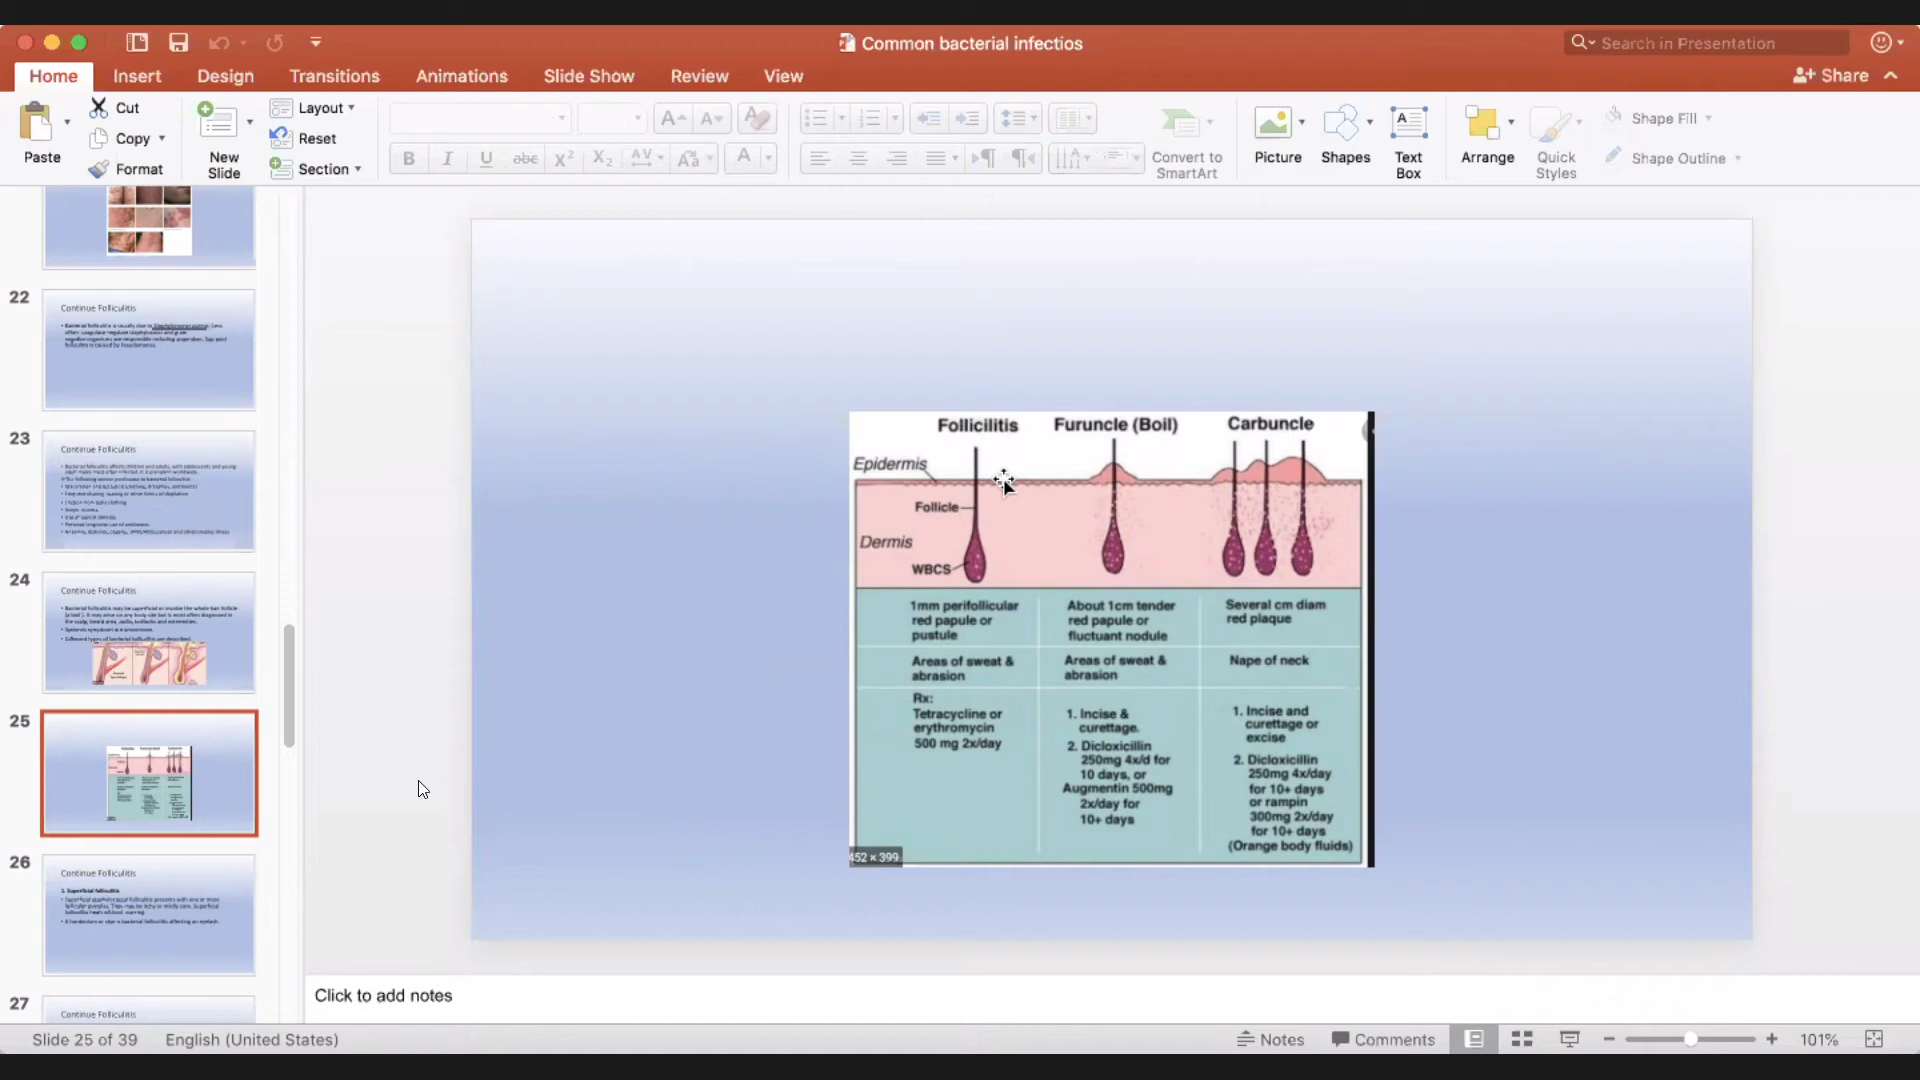 Common bacterial infectios
Search in Presentation
Home Insert Design Transitions Animations Slide Show Review View
Share
Paste
Cut
Copy
Format
New Slide
Layout
Reset
Section
Convert to SmartArt
Picture
Shapes
Text Box
Arrange
Quick Styles
Shape Fill
Shape Outline
22
Continue Folliculitis
23
Continue Folliculitis
24
Continue Folliculitis
25
26
Continue Folliculitis
1. Superficial folliculitis
27
Continue Folliculitis
Follicilitis Furuncle (Boil) Carbuncle
Epidermis
Follicle
Dermis
WBCS
1mm perifollicular
red papule or
pustule
About 1cm tender
red papule or
fluctuant nodule
Several cm diam
red plaque
Areas of sweat &
abrasion
Areas of sweat &
abrasion
Nape of neck
Rx:
Tetracycline or
erythromycin
500 mg 2x/day
1. Incise &
curettage.
2. Dicloxicillin
250mg 4x/d for
10 days, or
Augmentin 500mg
2x/day for
10+ days
1. Incise and
curettage or
excise
2. Dicloxicillin
250mg 4x/day
for 10+ days
or rampin
300mg 2x/day
for 10+ days
(Orange body fluids)
452 × 399
Click to add notes
Slide 25 of 39 English (United States)
Notes Comments 101%